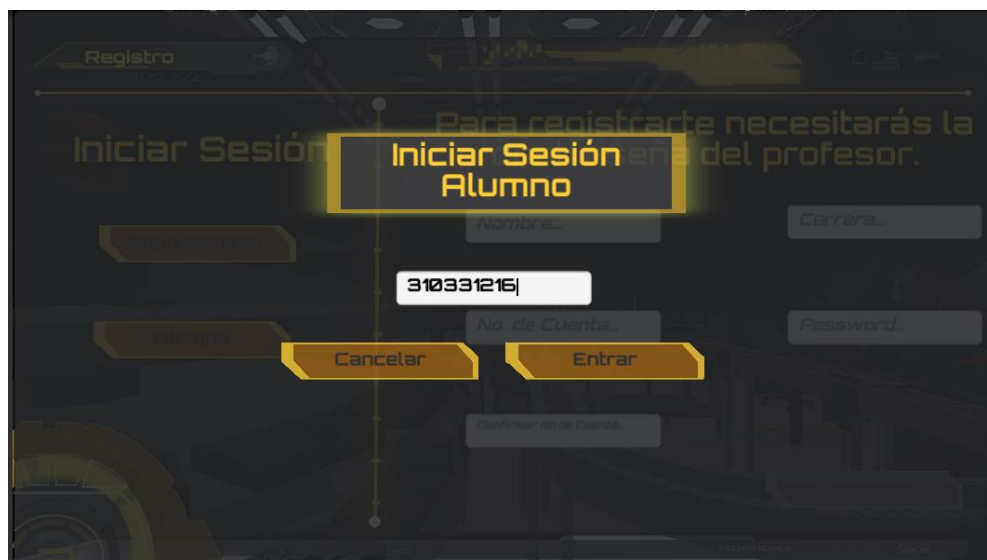 Registro
Iniciar Sesión
Para registrarte necesitarás la
del profesor.
Iniciar Sesión
Alumno
Nombre...
Carrera...
310331216
No. de Cuenta...
Password...
Alumno
Cancelar
Entrar
Confirmar No de Cuenta...